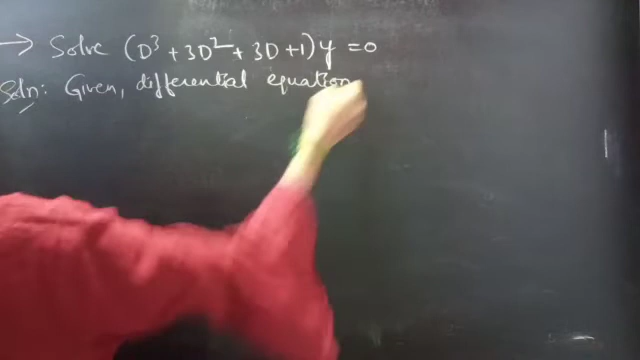 → Solve (D³ + 3D² + 3D + 1) y = 0
Soln: Given, differential equation